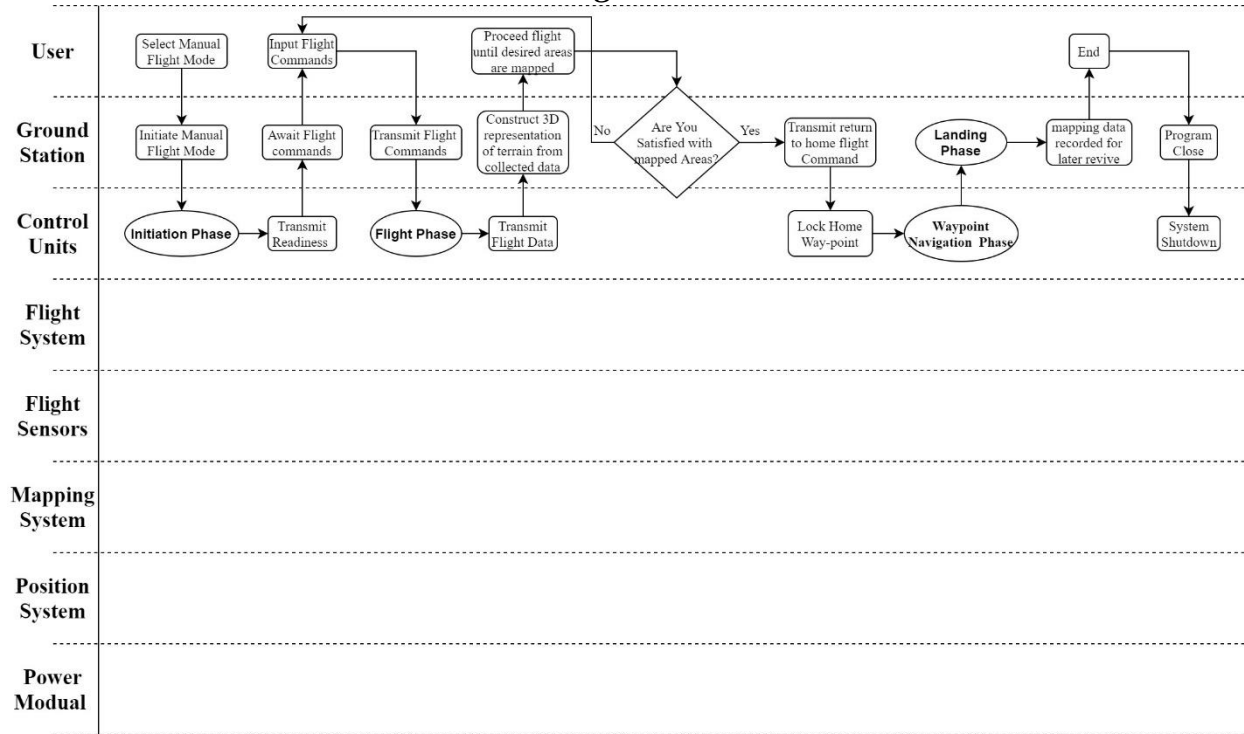 User
Select Manual
Flight Mode
Input Flight
Commands
Proceed flight
until desired areas
are mapped
End
Ground
Station
Initiate Manual
Flight Mode
Await Flight
commands
Transmit Flight
Commands
Construct 3D
representation
of terrain from
collected data
No
Are You
Satisfied with
mapped Areas?
Yes
Transmit return
to home flight
Command
Landing
Phase
mapping data
recorded for
later revive
Program
Close
Control
Units
Initiation Phase
Transmit
Readiness
Flight Phase
Transmit
Flight Data
Lock Home
Way-point
Waypoint
Navigation Phase
System
Shutdown
Flight
System
Flight
Sensors
Mapping
System
Position
System
Power
Modual